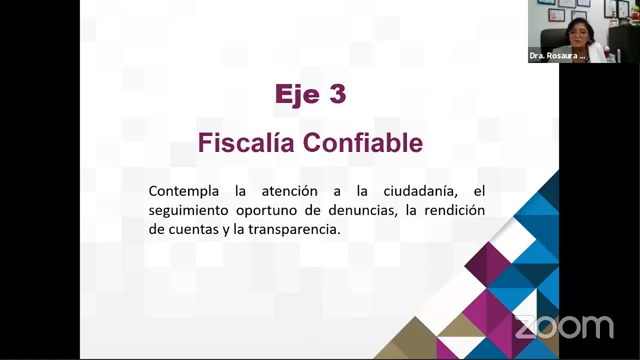 Dra. Rosaura ...
Eje 3
Fiscalía Confiable
Contempla la atención a la ciudadanía, el
seguimiento oportuno de denuncias, la rendición
de cuentas y la transparencia.
zoom